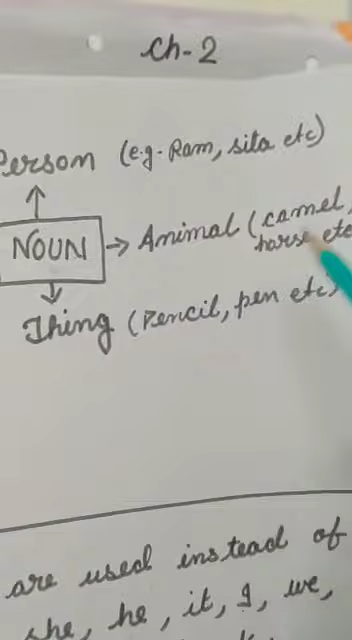 Ch-2
Person (e.g- Ram, sita etc)
NOUN → Animal (camel,
horse etc
Thing (Pencil, pen etc)
are used instead of
she, he, it, I, we,